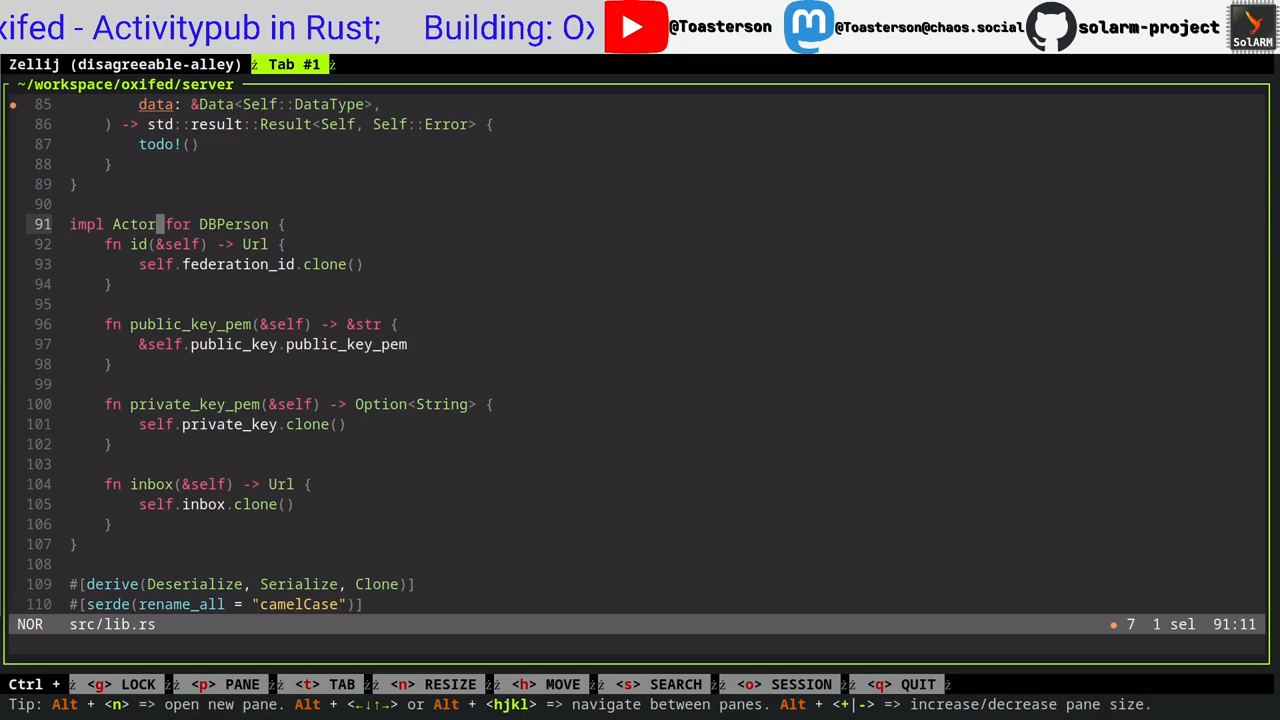 xifed - Activitypub in Rust; Building: Ox @Toasterson @Toasterson@chaos.social solarm-project SolARM
Zellij (disagreeable-alley) ż Tab #1 ż
~/workspace/oxifed/server
● 85 data: &Data<Self::DataType>,
86 ) -> std::result::Result<Self, Self::Error> {
87 todo!()
88 }
89 }
90
91 impl Actor for DBPerson {
92 fn id(&self) -> Url {
93 self.federation_id.clone()
94 }
95
96 fn public_key_pem(&self) -> &str {
97 &self.public_key.public_key_pem
98 }
99
100 fn private_key_pem(&self) -> Option<String> {
101 self.private_key.clone()
102 }
103
104 fn inbox(&self) -> Url {
105 self.inbox.clone()
106 }
107 }
108
109 #[derive(Deserialize, Serialize, Clone)]
110 #[serde(rename_all = "camelCase")]
NOR src/lib.rs ● 7 1 sel 91:11
Ctrl + ż <g> LOCK ż <p> PANE ż <t> TAB ż <n> RESIZE ż <h> MOVE ż <s> SEARCH ż <o> SESSION ż <q> QUIT ż
Tip: Alt + <n> => open new pane. Alt + <←↓↑→> or Alt + <hjkl> => navigate between panes. Alt + <+|-> => increase/decrease pane size.